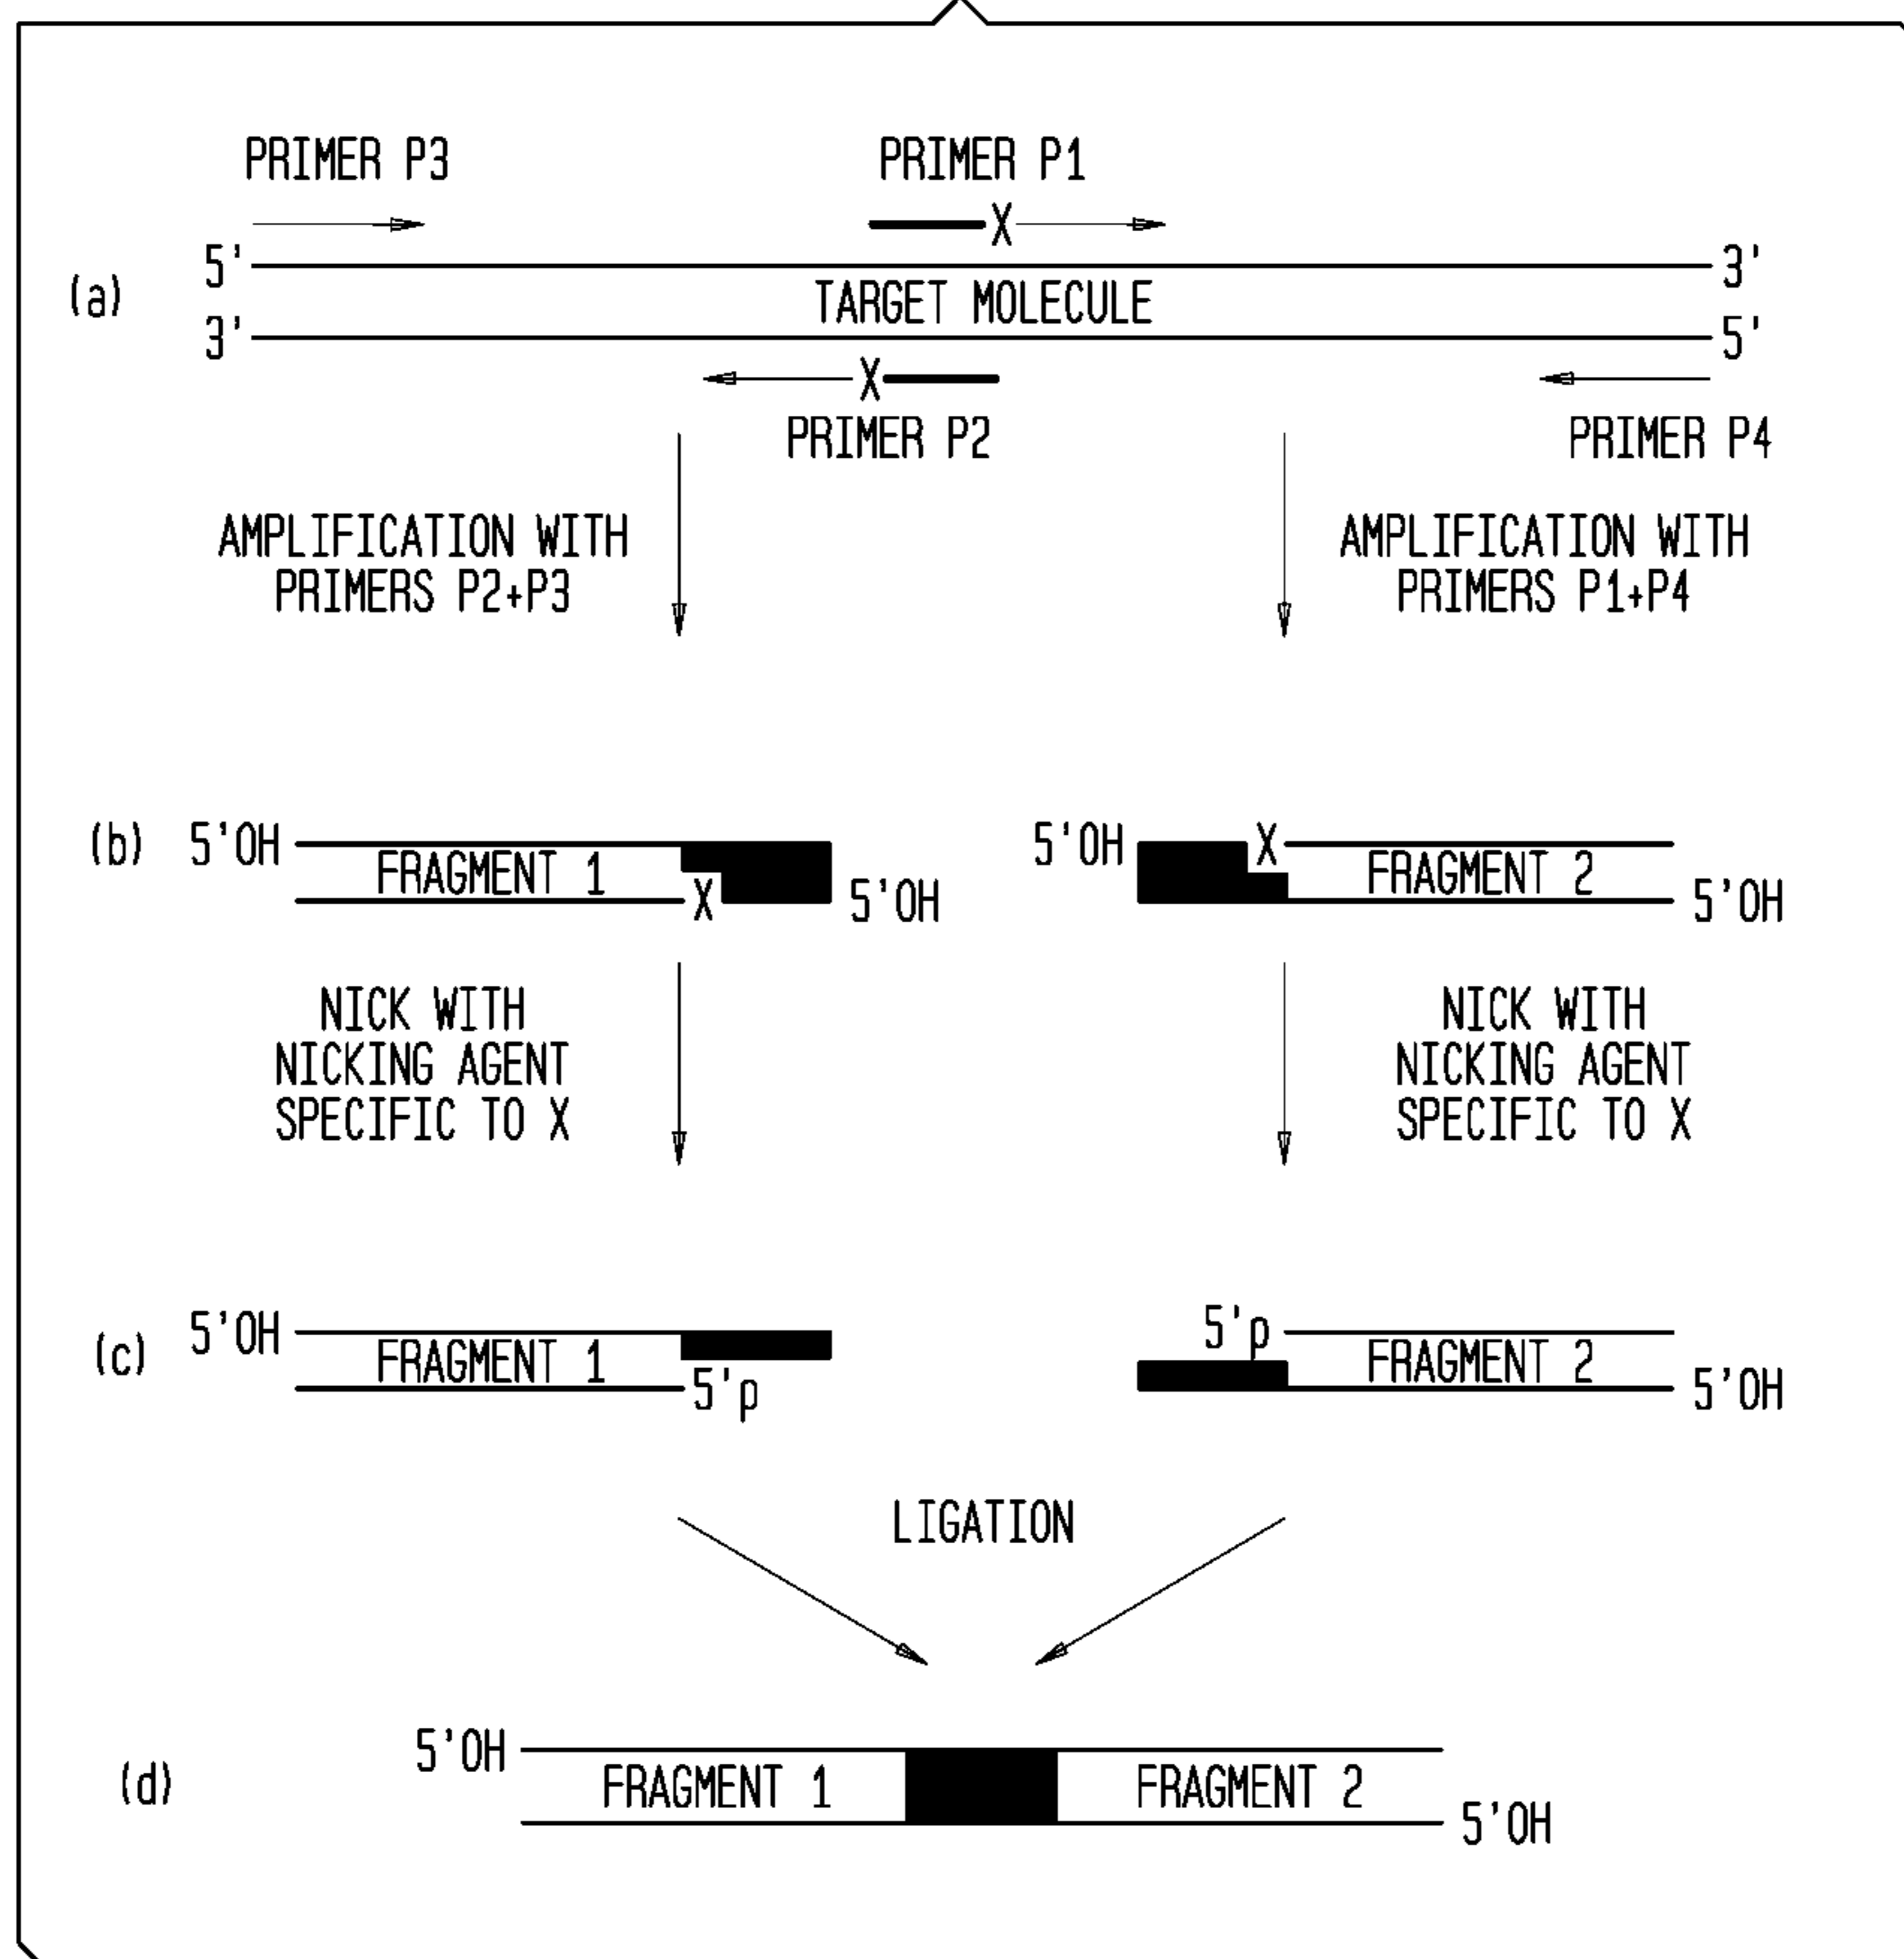 PRIMER P3
PRIMER P1
X
5' 3'
(a) TARGET MOLECULE
3' 5'
X
PRIMER P2
PRIMER P4
AMPLIFICATION WITH
PRIMERS P2+P3
AMPLIFICATION WITH
PRIMERS P1+P4
(b) 5'OH FRAGMENT 1
X 5'OH
5'OH X FRAGMENT 2
5'OH
NICK WITH
NICKING AGENT
SPECIFIC TO X
NICK WITH
NICKING AGENT
SPECIFIC TO X
(c) 5'OH FRAGMENT 1
5'p
5'p FRAGMENT 2
5'OH
LIGATION
5'OH
(d) FRAGMENT 1 FRAGMENT 2
5'OH